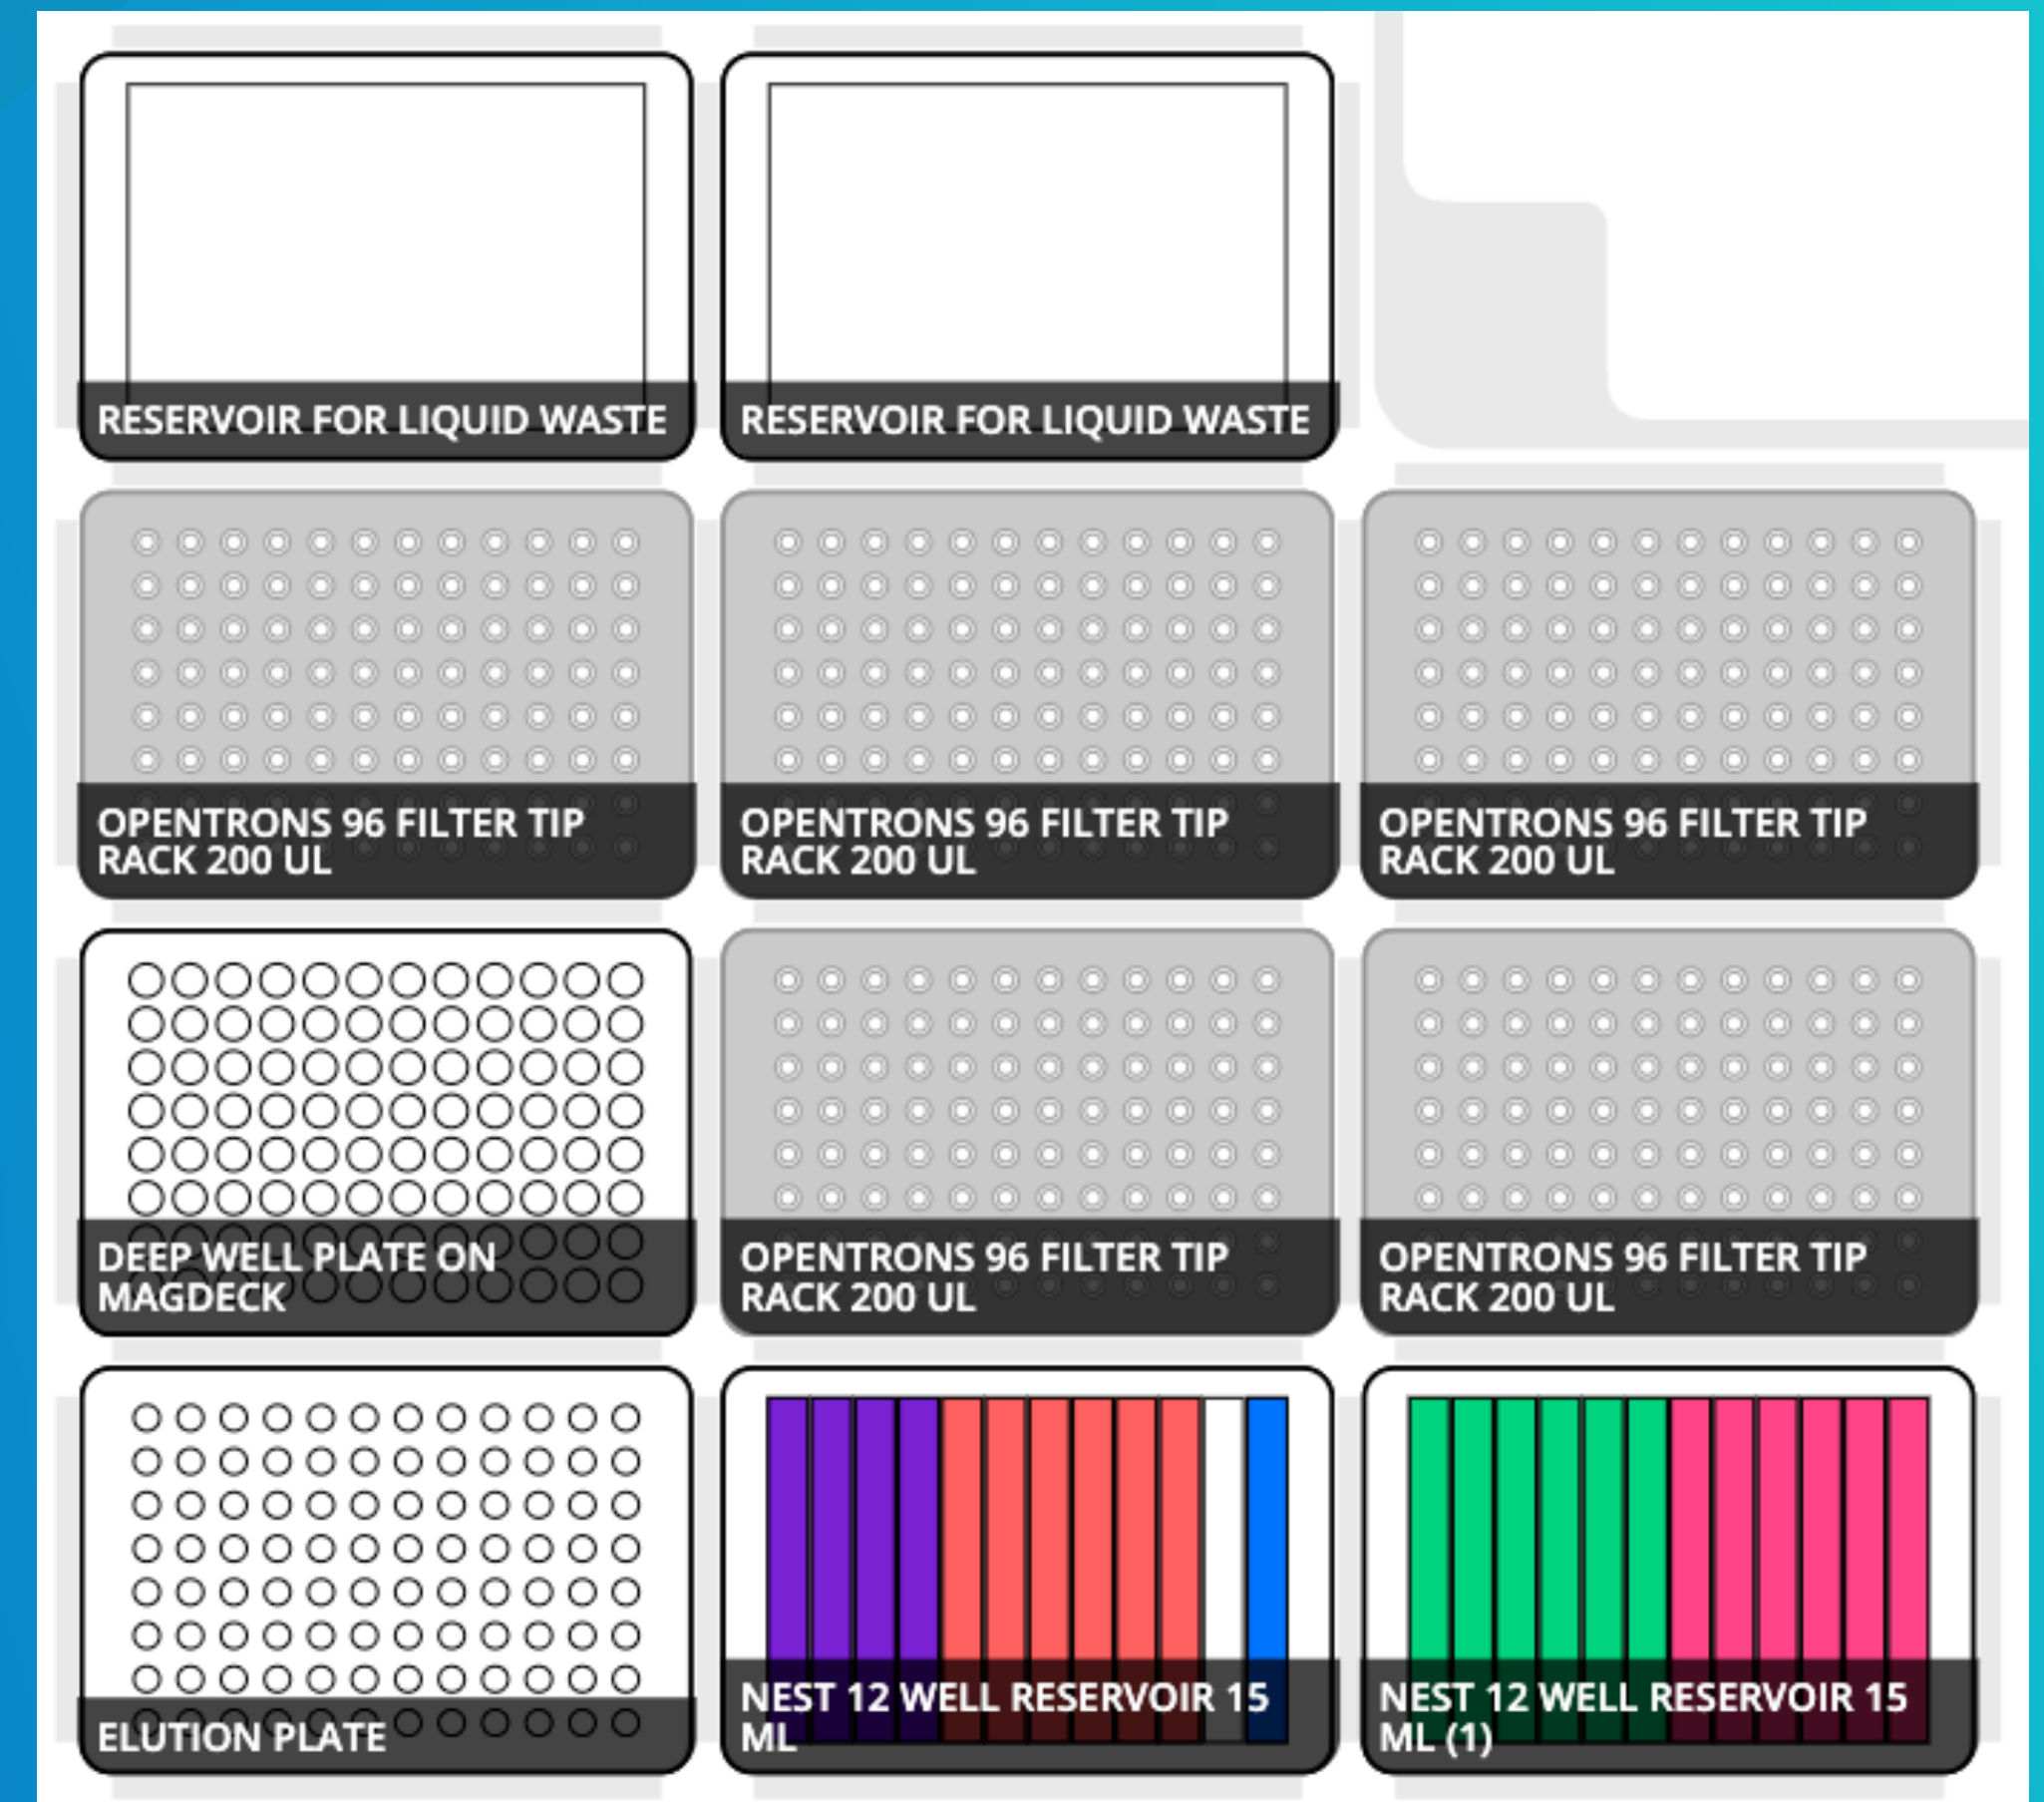 RESERVOIR FOR LIQUID WASTE
RESERVOIR FOR LIQUID WASTE
OPENTRONS 96 FILTER TIP
RACK 200 UL
OPENTRONS 96 FILTER TIP
RACK 200 UL
OPENTRONS 96 FILTER TIP
RACK 200 UL
DEEP WELL PLATE ON
MAGDECK
OPENTRONS 96 FILTER TIP
RACK 200 UL
OPENTRONS 96 FILTER TIP
RACK 200 UL
ELUTION PLATE
NEST 12 WELL RESERVOIR 15
ML
NEST 12 WELL RESERVOIR 15
ML (1)